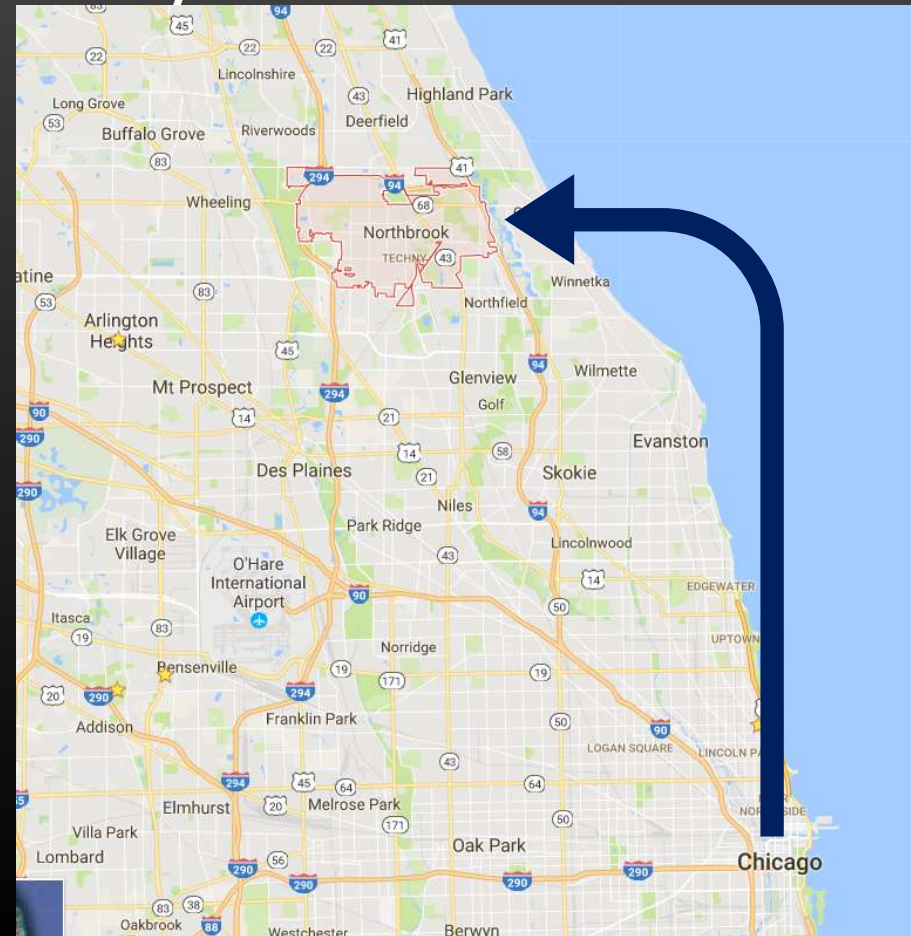 83
94
45
41
22
22
22
Lincolnshire
43
Highland Park
Long Grove
53
Deerfield
Buffalo Grove
Riverwoods
83
41
294
94
Wheeling
68
Northbrook
TECHNY
43
atine
Winnetka
83
53
Northfield
Arlington
Heights
45
94
Wilmette
Glenview
Mt Prospect
294
Golf
90
14
21
290
Evanston
14
58
Des Plaines
21
Skokie
290
Niles
94
Park Ridge
Elk Grove
Village
Lincolnwood
43
O'Hare
International
Airport
14
EDGEWATER
90
50
Itasca
19
83
UPTOWN
Norridge
Bensenville
19
171
19
20
290
294
Addison
Franklin Park
50
90
LOGAN SQUARE
LINCOLN PA
43
294
45
64
64
Elmhurst
20
Melrose Park
171
50
Villa Park
Oak Park
Lombard
56
Chicago
290
290
290
290
83
38
Oakbrook
88
Westchester
Berwyn